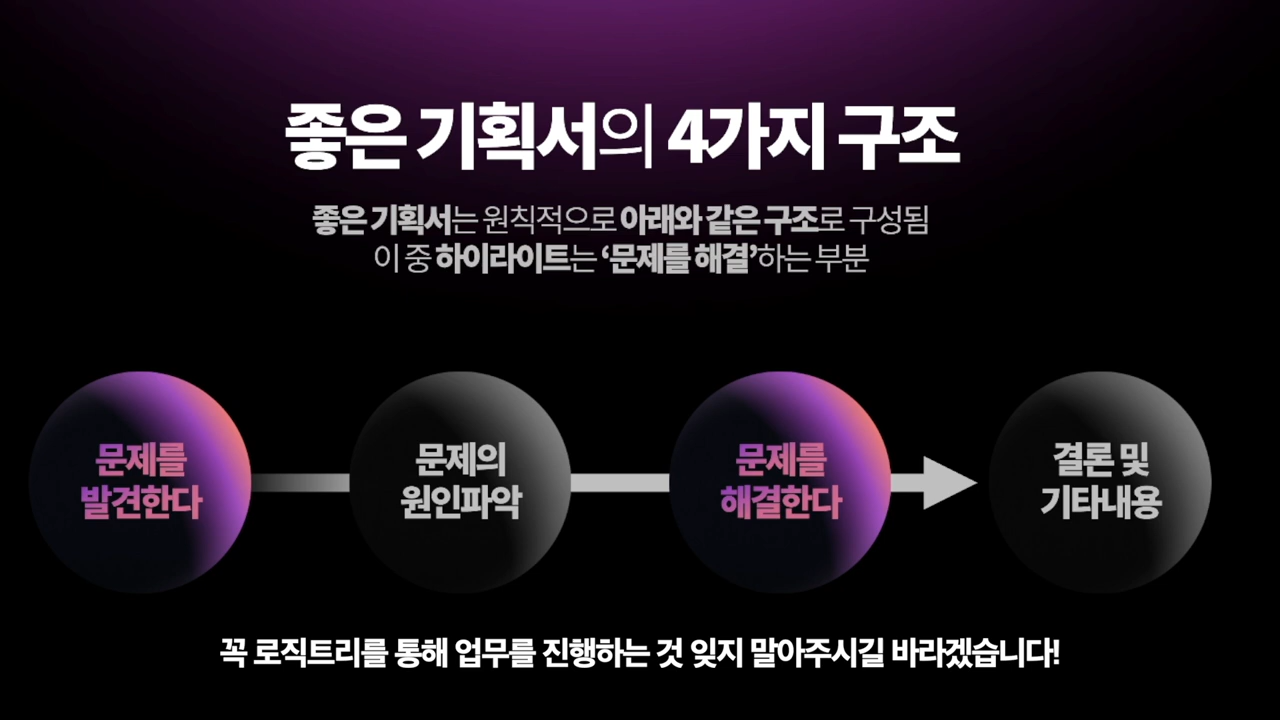 좋은 기획서의 4가지 구조
좋은 기획서는 원칙적으로 아래와 같은 구조로 구성됨
이 중 하이라이트는 ‘문제를 해결’하는 부분
문제를
발견한다
문제의
원인파악
문제를
해결한다
결론 및
기타내용
꼭 로직트리를 통해 업무를 진행하는 것 잊지 말아주시길 바라겠습니다!